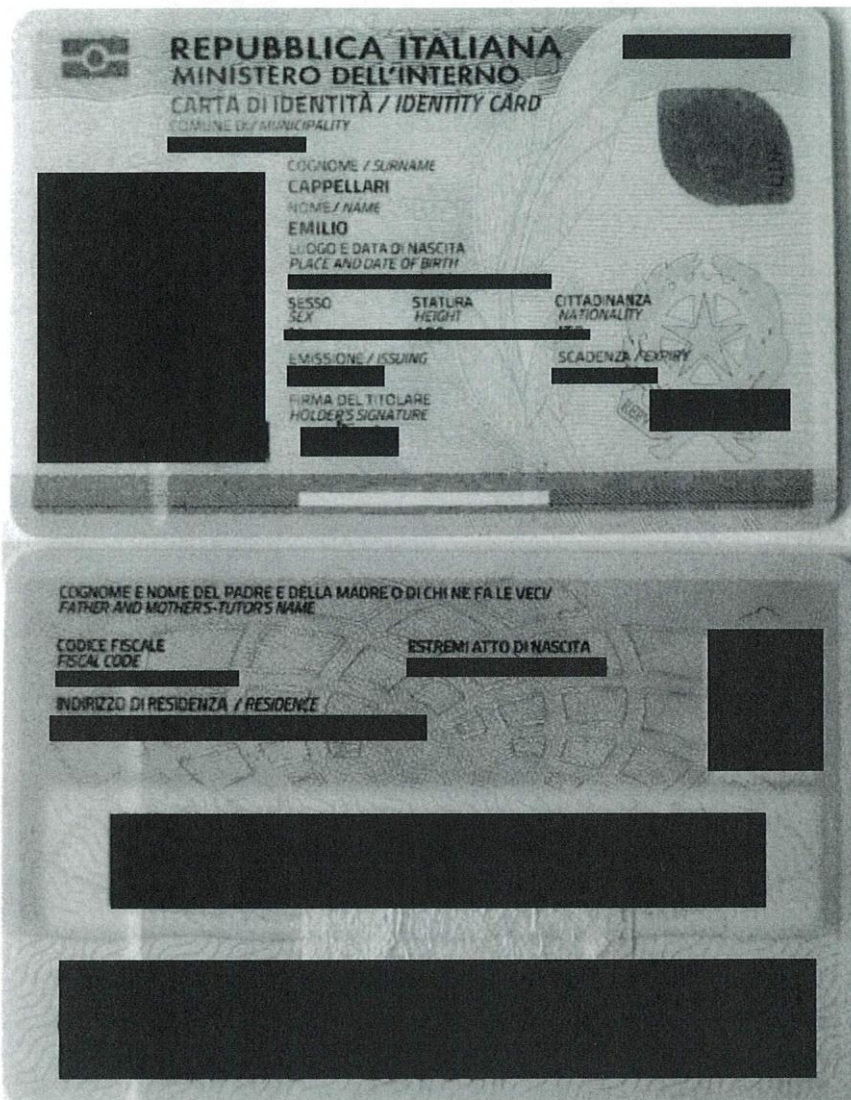 REPUBBLICA ITALIANA
MINISTERO DELL'INTERNO
CARTA DI IDENTITÀ / IDENTITY CARD
COMUNE DI / MUNICIPALITY
COGNOME / SURNAME
CAPPELLARI
NOME / NAME
EMILIO
LUOGO E DATA DI NASCITA
PLACE AND DATE OF BIRTH
SESSO STATURA CITTADINANZA
SEX HEIGHT NATIONALITY
EMISSIONE / ISSUING SCADENZA / EXPIRY
FIRMA DEL TITOLARE
HOLDER'S SIGNATURE
COGNOME E NOME DEL PADRE E DELLA MADRE O DI CHI NE FA LE VECI/
FATHER AND MOTHER'S-TUTOR'S NAME
CODICE FISCALE ESTREMI ATTO DI NASCITA
FISCAL CODE
INDIRIZZO DI RESIDENZA / RESIDENCE